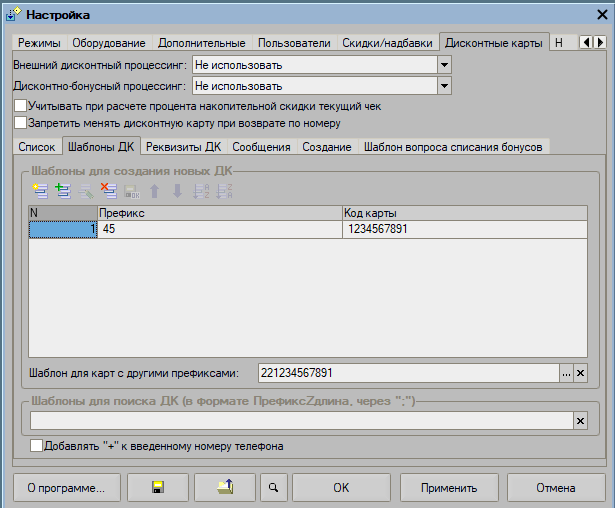 Настройка
Режимы Оборудование Дополнительные Пользователи Скидки/надбавки Дисконтные карты Н
Внешний дисконтный процессинг: Не использовать
Дисконтно-бонусный процессинг: Не использовать
Учитывать при расчете процента накопительной скидки текущий чек
Запретить менять дисконтную карту при возврате по номеру
Список Шаблоны ДК Реквизиты ДК Сообщения Создание Шаблон вопроса списания бонусов
Шаблоны для создания новых ДК
N Префикс Код карты
1 45 1234567891
Шаблон для карт с другими префиксами: 221234567891 ...
Шаблоны для поиска ДК (в формате ПрефиксZдлина, через ";")
Добавлять "+" к введенному номеру телефона
О программе... OK Применить Отмена